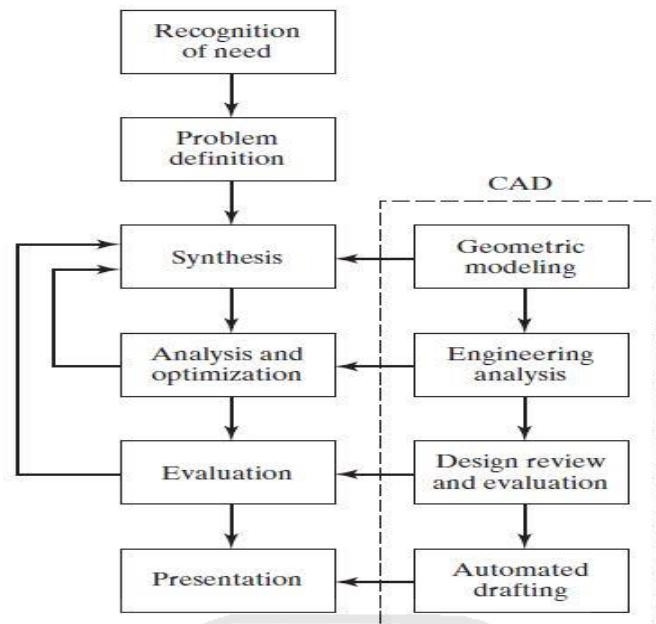 Recognition
of need
Problem
definition
CAD
Synthesis
Geometric
modeling
Analysis and
optimization
Engineering
analysis
Evaluation
Design review
and evaluation
Presentation
Automated
drafting